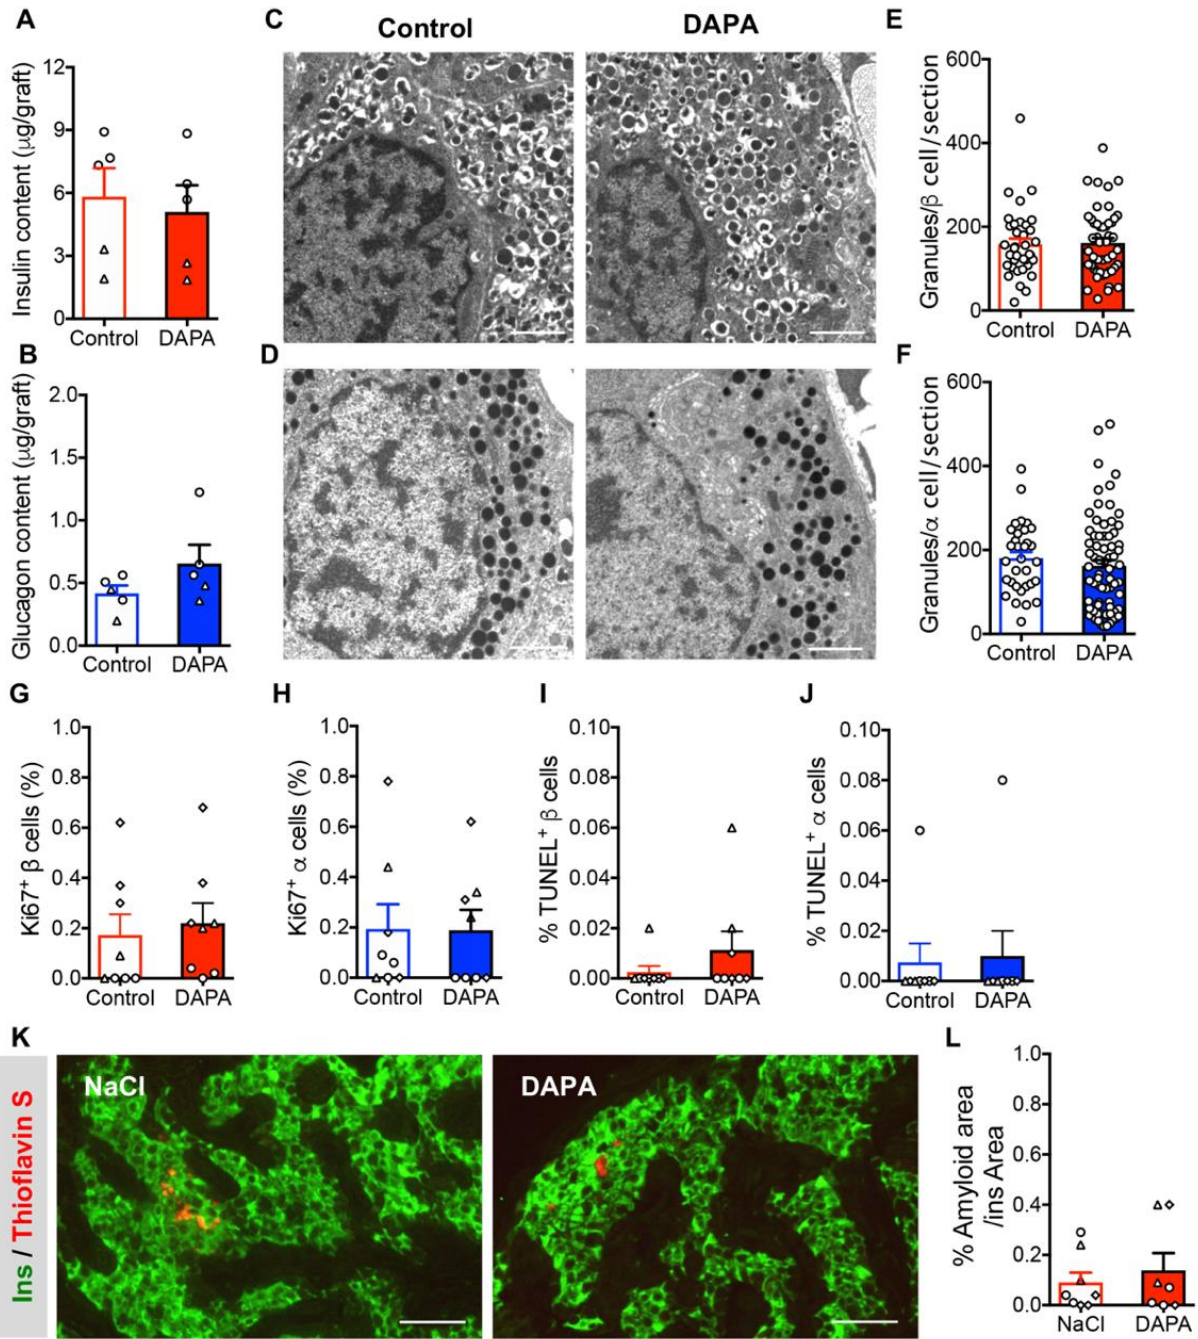 A
Insulin content (μg/graft)
12
9
6
3
0
Control DAPA
B
Glucagon content (μg/graft)
2.0
1.5
1.0
0.5
0.0
Control DAPA
C
Control DAPA
D
E
Granules/β cell/section
600
400
200
0
Control DAPA
F
Granules/α cell/section
600
400
200
0
Control DAPA
G
Ki67+ β cells (%)
1.0
0.8
0.6
0.4
0.2
0.0
Control DAPA
H
Ki67+ α cells (%)
1.0
0.8
0.6
0.4
0.2
0.0
Control DAPA
I
% TUNEL+ β cells
0.10
0.08
0.06
0.04
0.02
0.00
Control DAPA
J
% TUNEL+ α cells
0.10
0.08
0.06
0.04
0.02
0.00
Control DAPA
K
Ins / Thioflavin S
NaCl
DAPA
L
% Amyloid area
/ins Area
1.0
0.8
0.6
0.4
0.2
0.0
NaCl DAPA